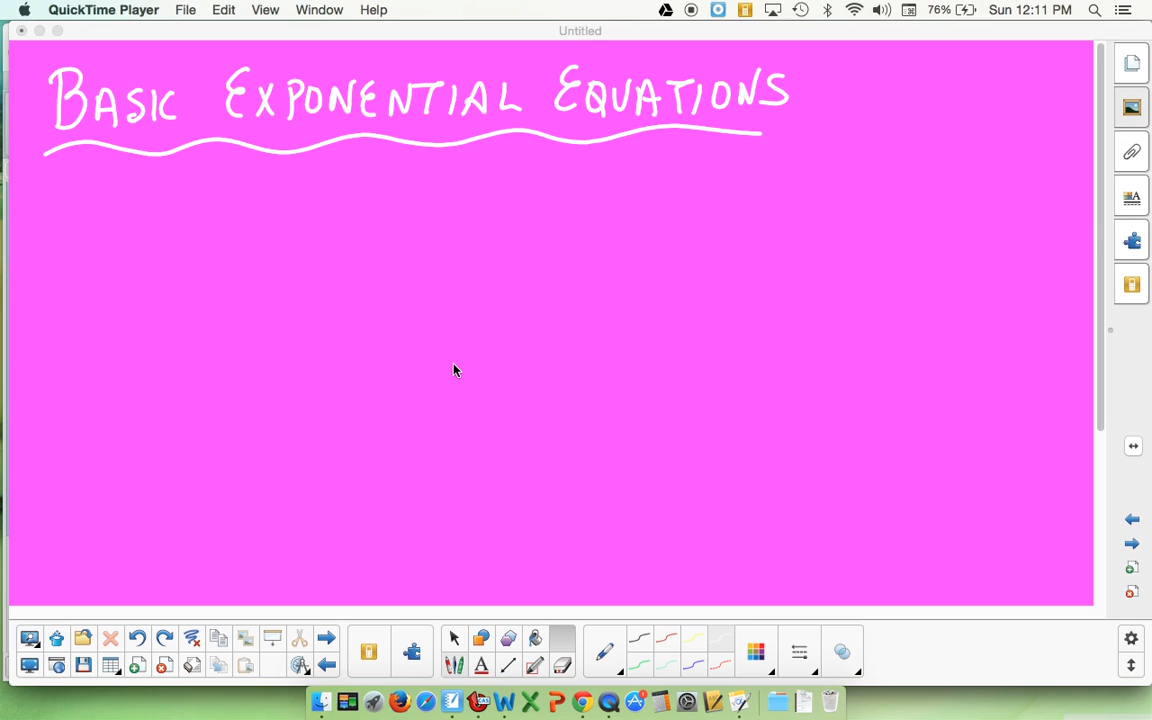 QuickTime Player File Edit View Window Help 76% Sun 12:11 PM
Untitled
BASIC EXPONENTIAL EQUATIONS